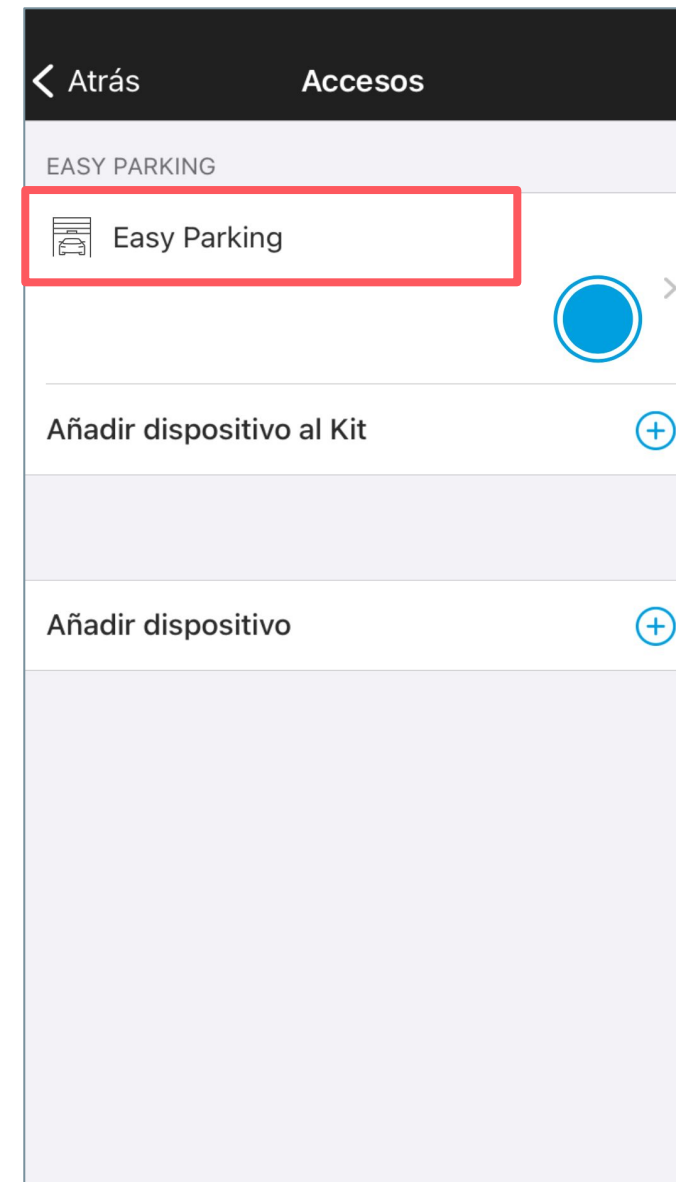 Atrás
Accesos
EASY PARKING
Easy Parking
Añadir dispositivo al Kit
Añadir dispositivo